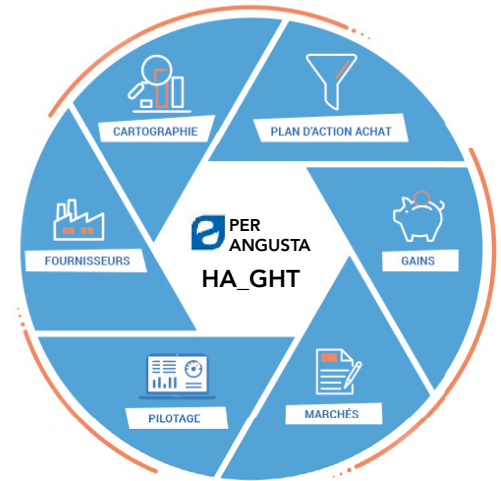 CARTOGRAPHIE
PLAN D'ACTION ACHAT
FOURNISSEURS
PER
ANGUSTA
HA_GHT
GAINS
PILOTAGE
MARCHÉS